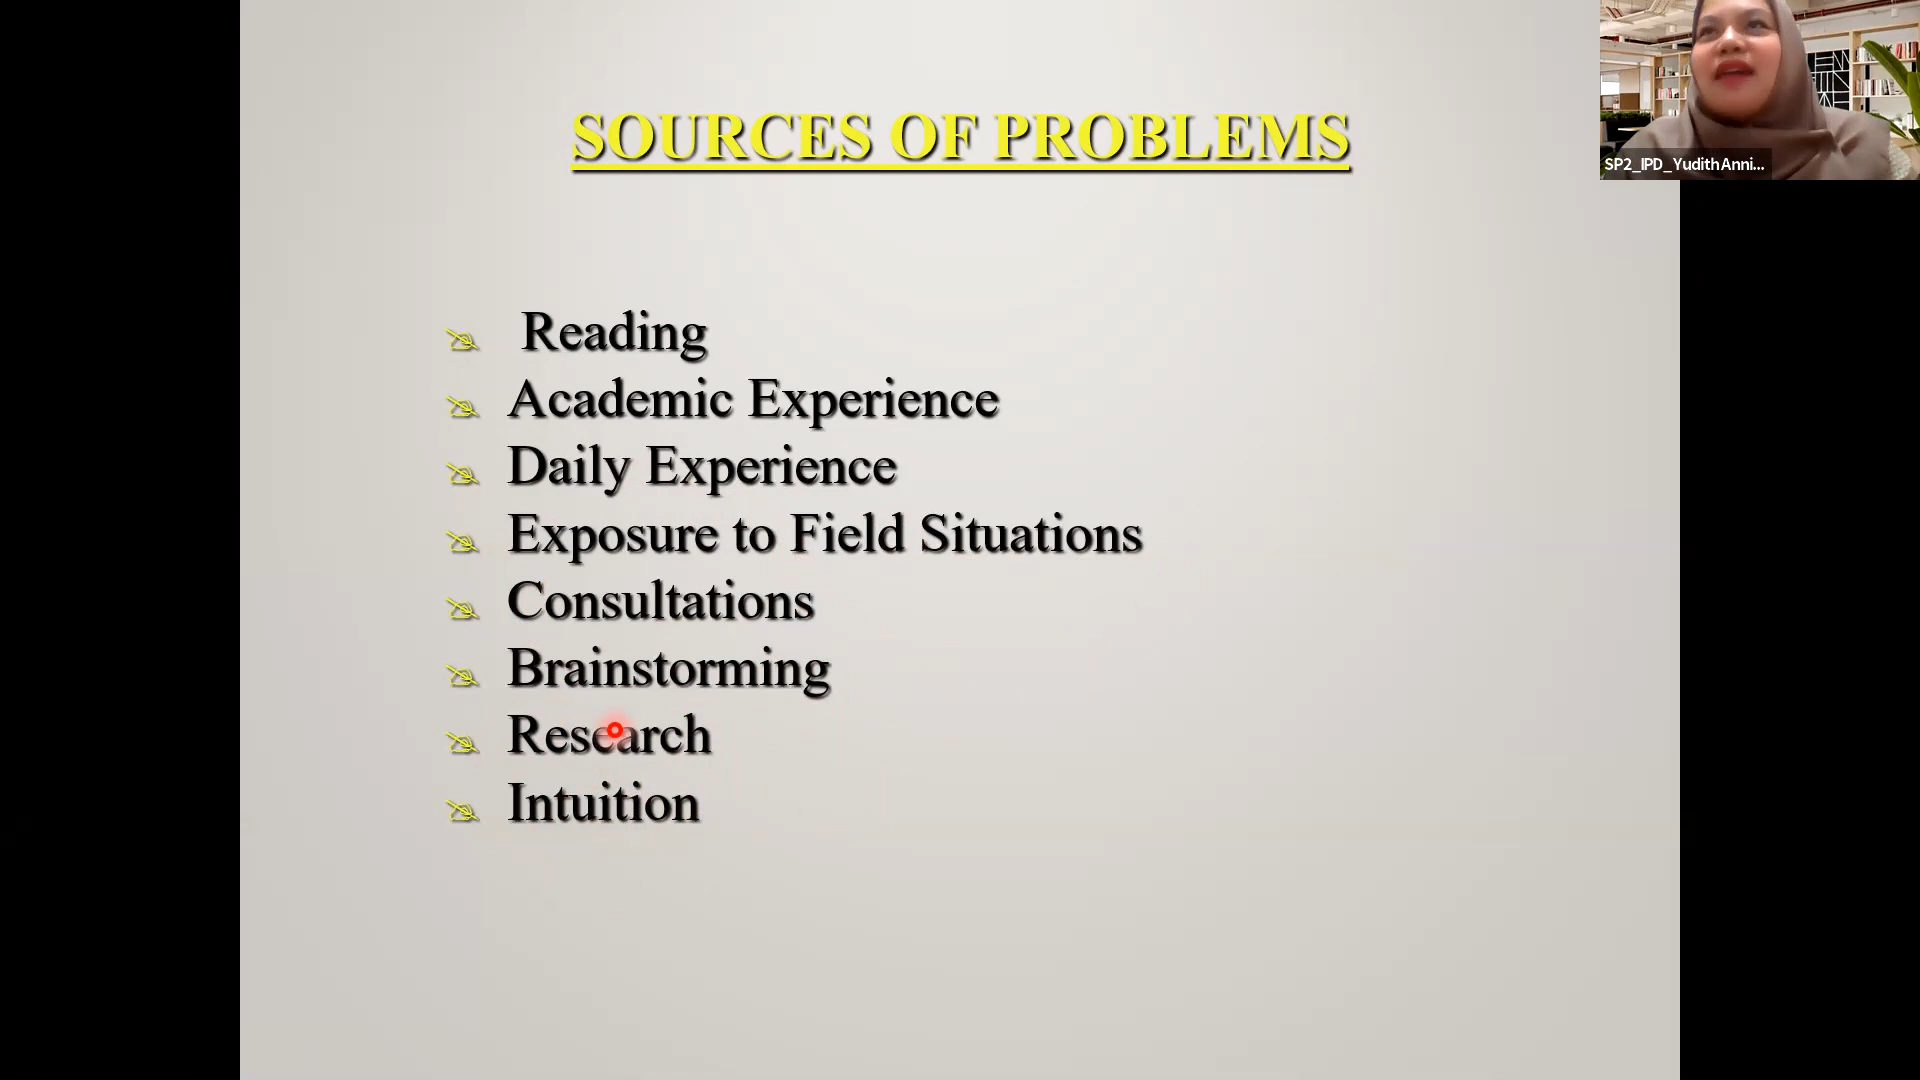 SOURCES OF PROBLEMS
SP2_IPD_YudithAnni...
Reading
Academic Experience
Daily Experience
Exposure to Field Situations
Consultations
Brainstorming
Research
Intuition